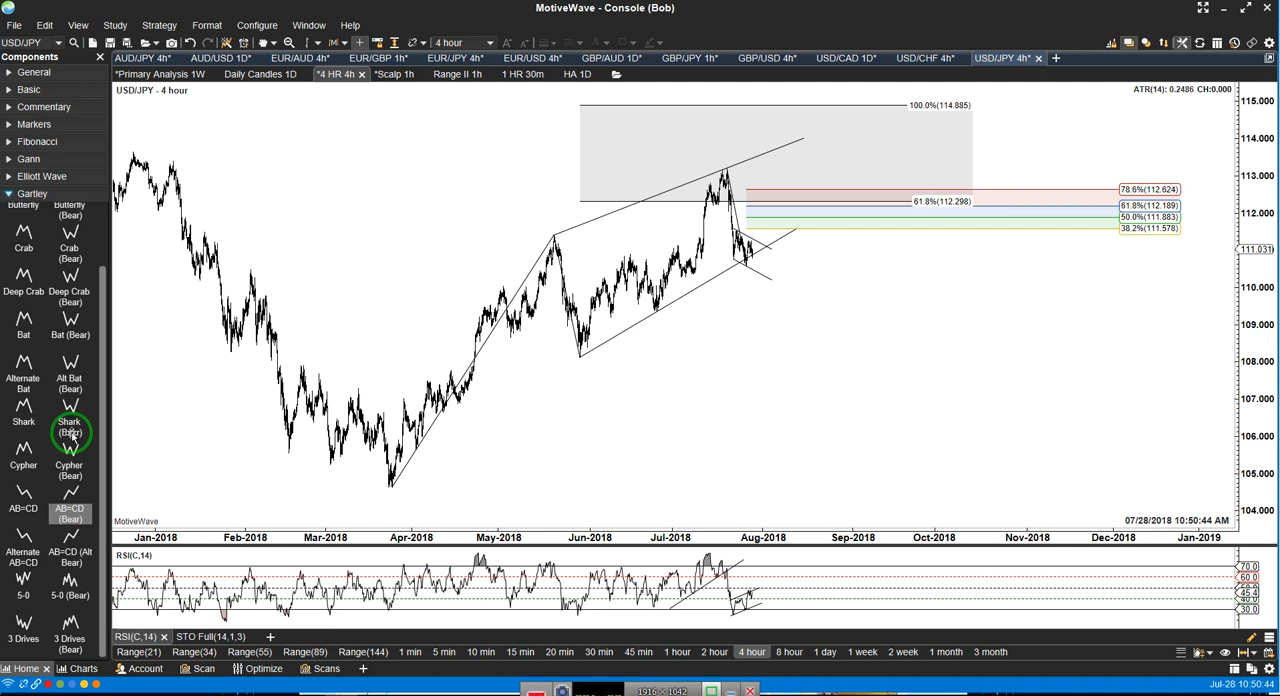 MotiveWave - Console (Bob)
File Edit View Study Strategy Format Configure Window Help
USD/JPY 4 hour
Components
AUD/JPY 4h* AUD/USD 1D* EUR/AUD 4h* EUR/GBP 1h* EUR/JPY 4h* EUR/USD 4h* GBP/AUD 1D* GBP/JPY 1h* GBP/USD 4h* USD/CAD 1D* USD/CHF 4h* USD/JPY 4h*
*Primary Analysis 1W Daily Candles 1D *4 HR 4h *Scalp 1h Range II 1h 1 HR 30m HA 1D
General
Basic
Commentary
Markers
Fibonacci
Gann
Elliott Wave
Gartley
Butterfly Butterfly
(Bear)
Crab Crab
(Bear)
Deep Crab Deep Crab
(Bear)
Bat Bat (Bear)
Alternate Alt Bat
Bat (Bear)
Shark Shark
(Bear)
Cypher Cypher
(Bear)
AB=CD AB=CD
(Bear)
Alternate AB=CD (Alt
AB=CD Bear)
5-0 5-0 (Bear)
3 Drives 3 Drives
(Bear)
USD/JPY - 4 hour
ATR(14): 0.2486 CH:0.000
100.0%(114.885)
61.8%(112.298)
78.6%(112.624)
61.8%(112.189)
50.0%(111.883)
38.2%(111.578)
115.000
114.000
113.000
112.000
111.031
110.000
109.000
108.000
107.000
106.000
105.000
104.000
MotiveWave
07/28/2018 10:50:44 AM
Jan-2018 Feb-2018 Mar-2018 Apr-2018 May-2018 Jun-2018 Jul-2018 Aug-2018 Sep-2018 Oct-2018 Nov-2018 Dec-2018 Jan-2019
RSI(C,14)
70.0
60.0
45.4
30.0
RSI(C,14) STO Full(14,1,3)
Range(21) Range(34) Range(55) Range(89) Range(144) 1 min 5 min 10 min 15 min 20 min 30 min 45 min 1 hour 2 hour 4 hour 8 hour 1 day 1 week 2 week 1 month 3 month
Home Charts Account Scan Optimize Scans
1916 × 1042
Jul-28 10:50:44